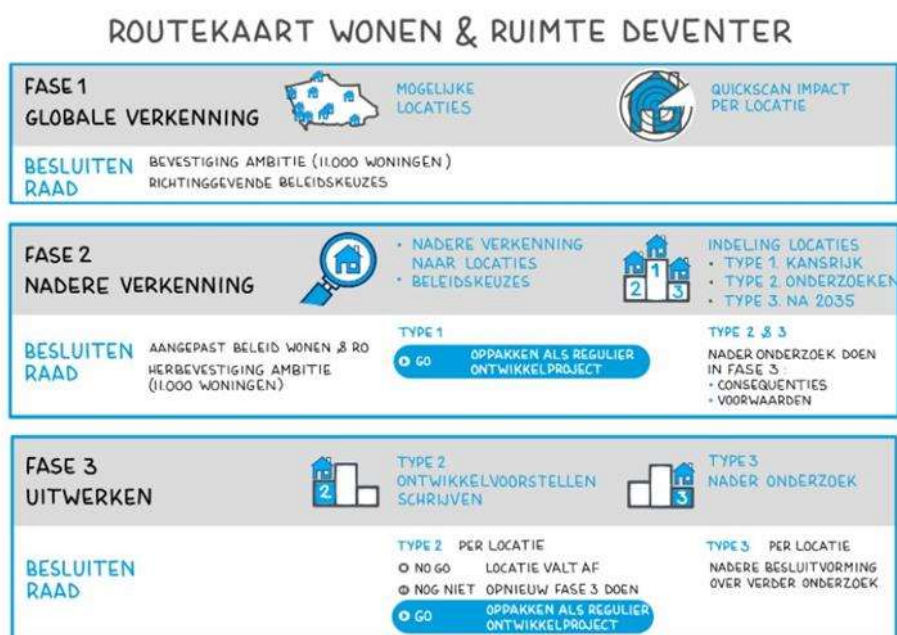 ROUTEKAART WONEN & RUIMTE DEVENTER
FASE 1
GLOBALE VERKENNING
MOGELIJKE
LOCATIES
QUICKSCAN IMPACT
PER LOCATIE
BESLUITEN
RAAD
BEVESTIGING AMBITIE (11.000 WONINGEN)
RICHTINGGEVENDE BELEIDSKEUZES
FASE 2
NADERE VERKENNING
• NADERE VERKENNING
NAAR LOCATIES
• BELEIDSKEUZES
2 1 3
INDELING LOCATIES
• TYPE 1. KANSRIJK
• TYPE 2. ONDERZOEKEN
• TYPE 3. NA 2035
BESLUITEN
RAAD
AANGEPAST BELEID WONEN & RO
HERBEVESTIGING AMBITIE
(11.000 WONINGEN)
TYPE 1
GO OPPAKKEN ALS REGULIER
ONTWIKKELPROJECT
TYPE 2 & 3
NADER ONDERZOEK DOEN
IN FASE 3 :
• CONSEQUENTIES
• VOORWAARDEN
FASE 3
UITWERKEN
2
TYPE 2
ONTWIKKELVOORSTELLEN
SCHRIJVEN
3
TYPE 3
NADER ONDERZOEK
BESLUITEN
RAAD
TYPE 2 PER LOCATIE
NO GO LOCATIE VALT AF
NOG NIET OPNIEUW FASE 3 DOEN
GO OPPAKKEN ALS REGULIER
ONTWIKKELPROJECT
TYPE 3 PER LOCATIE
NADERE BESLUITVORMING
OVER VERDER ONDERZOEK